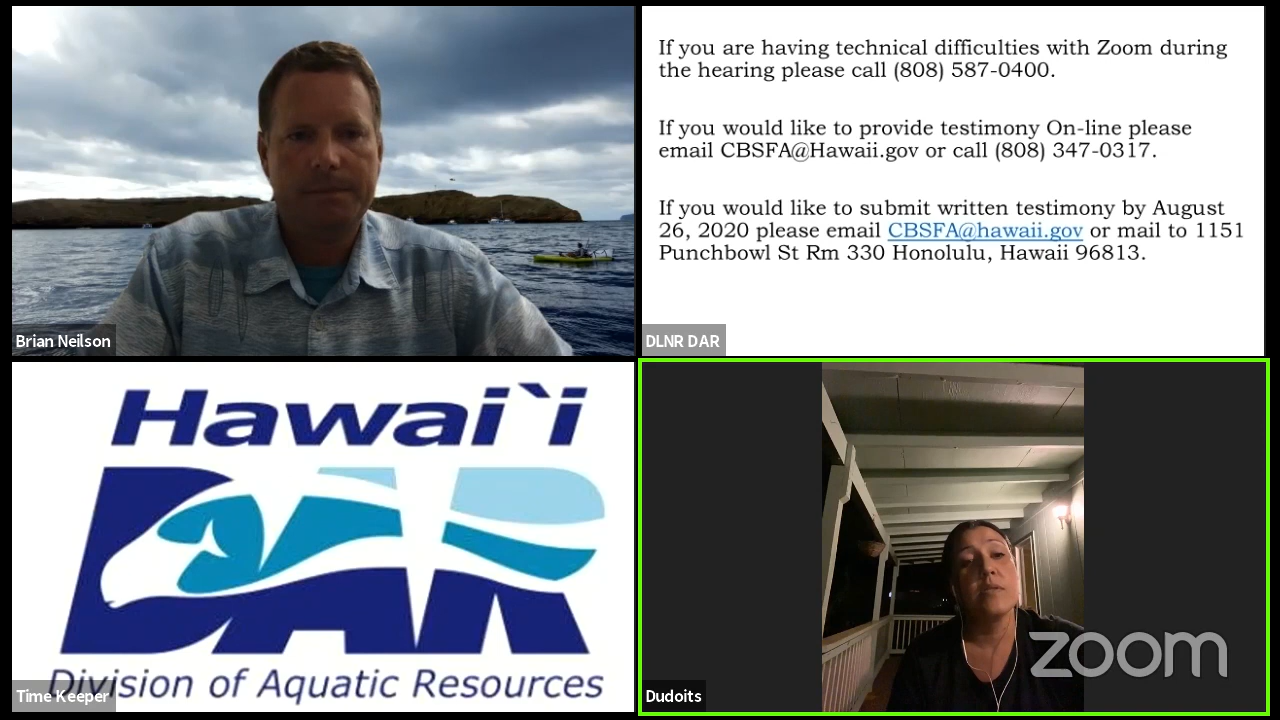 Brian Neilson
If you are having technical difficulties with Zoom during
the hearing please call (808) 587-0400.
If you would like to provide testimony On-line please
email CBSFA@Hawaii.gov or call (808) 347-0317.
If you would like to submit written testimony by August
26, 2020 please email CBSFA@hawaii.gov or mail to 1151
Punchbowl St Rm 330 Honolulu, Hawaii 96813.
DLNR DAR
Hawai`i
DAR
Division of Aquatic Resources
Time Keeper
Dudoits
zoom